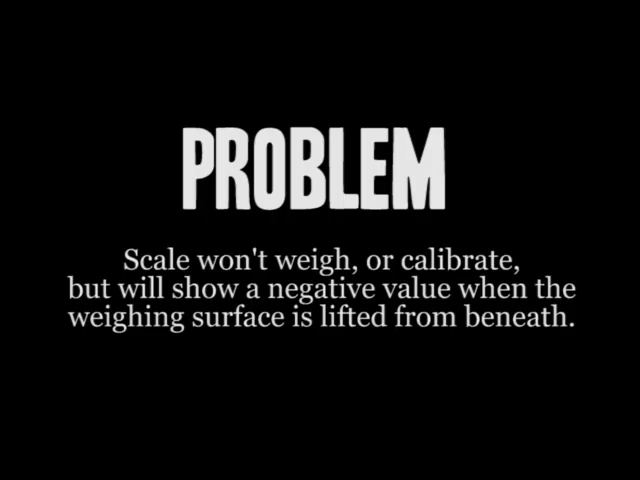 PROBLEM
Scale won't weigh, or calibrate,
but will show a negative value when the
weighing surface is lifted from beneath.